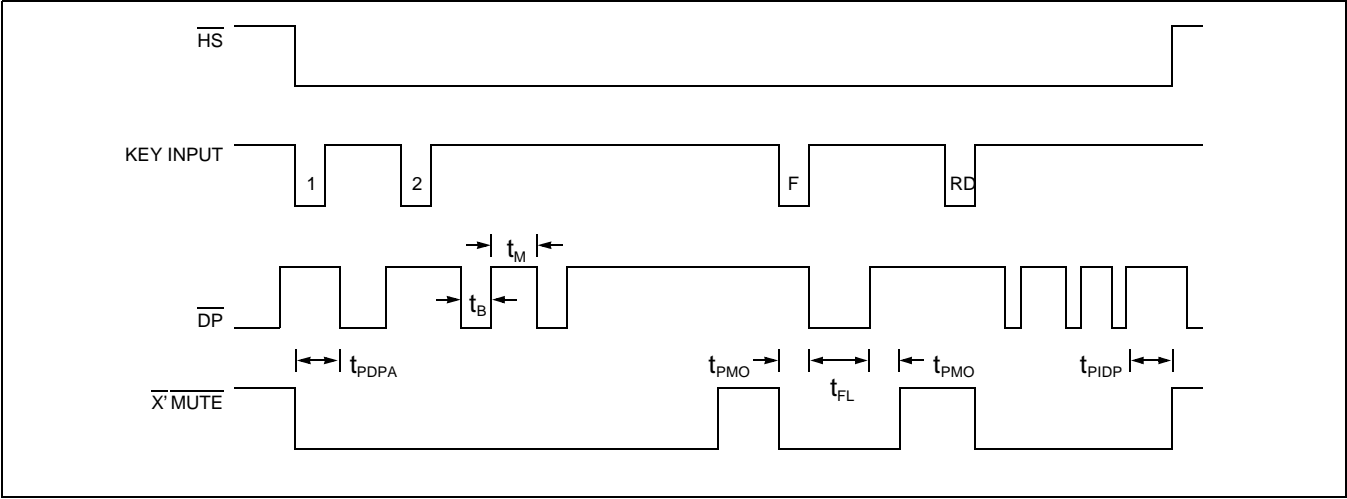 HS
KEY INPUT
1
2
F
RD
tM
tB
DP
tPDPA
tPMO
tFL
tPMO
tPIDP
X' MUTE